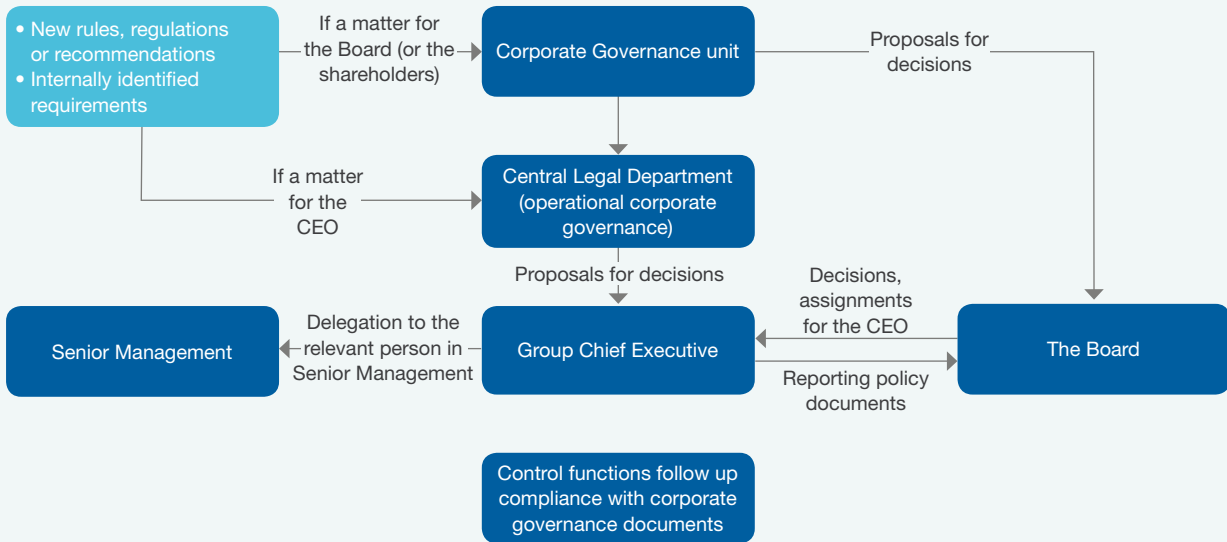 • New rules, regulations
or recommendations
• Internally identified
requirements
If a matter for
the Board (or the
shareholders)
Corporate Governance unit
Proposals for
decisions
If a matter
for the
CEO
Central Legal Department
(operational corporate
governance)
Proposals for decisions
Senior Management
Delegation to the
relevant person in
Senior Management
Group Chief Executive
Decisions,
assignments
for the CEO
Reporting policy
documents
The Board
Control functions follow up
compliance with corporate
governance documents